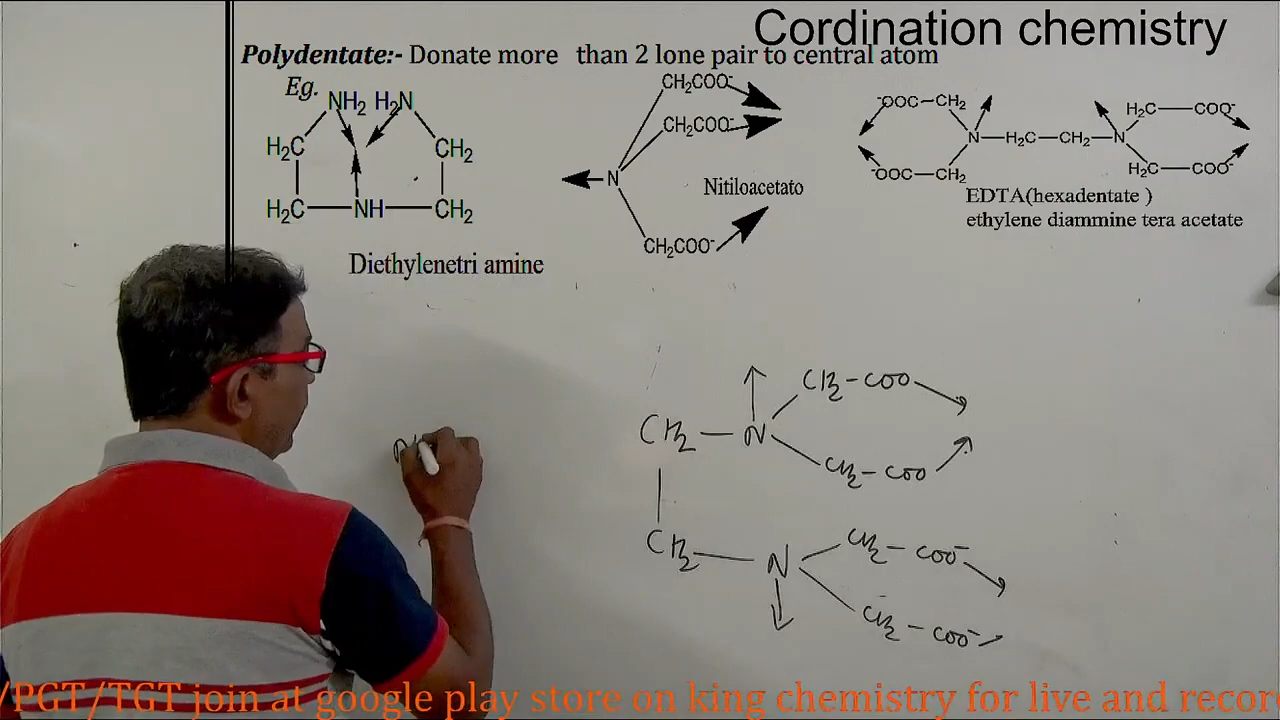 Cordination chemistry
Polydentate:- Donate more than 2 lone pair to central atom
Eg.
NH₂ H₂N
H₂C CH₂
H₂C NH CH₂
Diethylenetri amine
CH₂COO⁻
CH₂COO⁻
N
Nitiloacetato
CH₂COO⁻
⁻OOC-CH₂ H₂C COO⁻
N H₂C CH₂ N
⁻OOC-CH₂ H₂C COO⁻
EDTA(hexadentate )
ethylene diammine tera acetate
CH₂-COO
CH₂-N
CH₂-COO
CH₂-N
CH₂-COO⁻
CH₂-COO⁻
/PGT/TGT join at google play store on king chemistry for live and recor